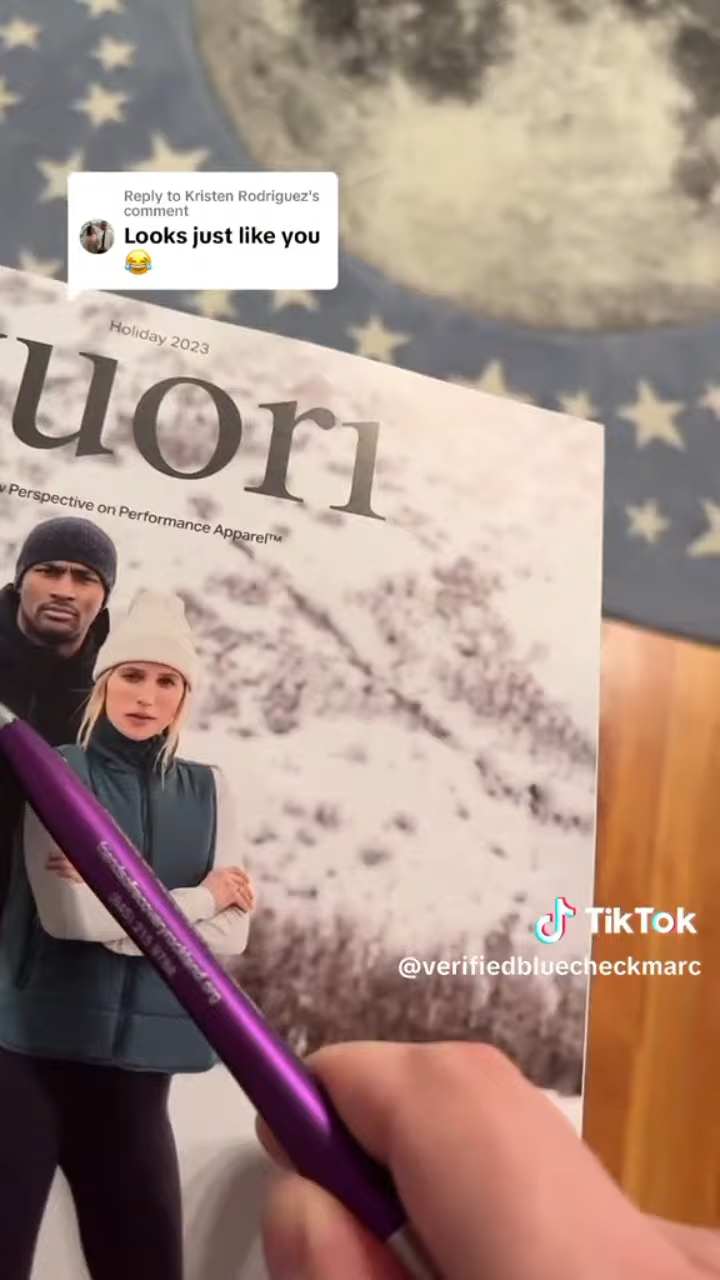 Reply to Kristen Rodriguez's
comment
Looks just like you
😂
Holiday 2023
uori
Perspective on Performance Apparel™
TikTok
@verifiedbluecheckmarc